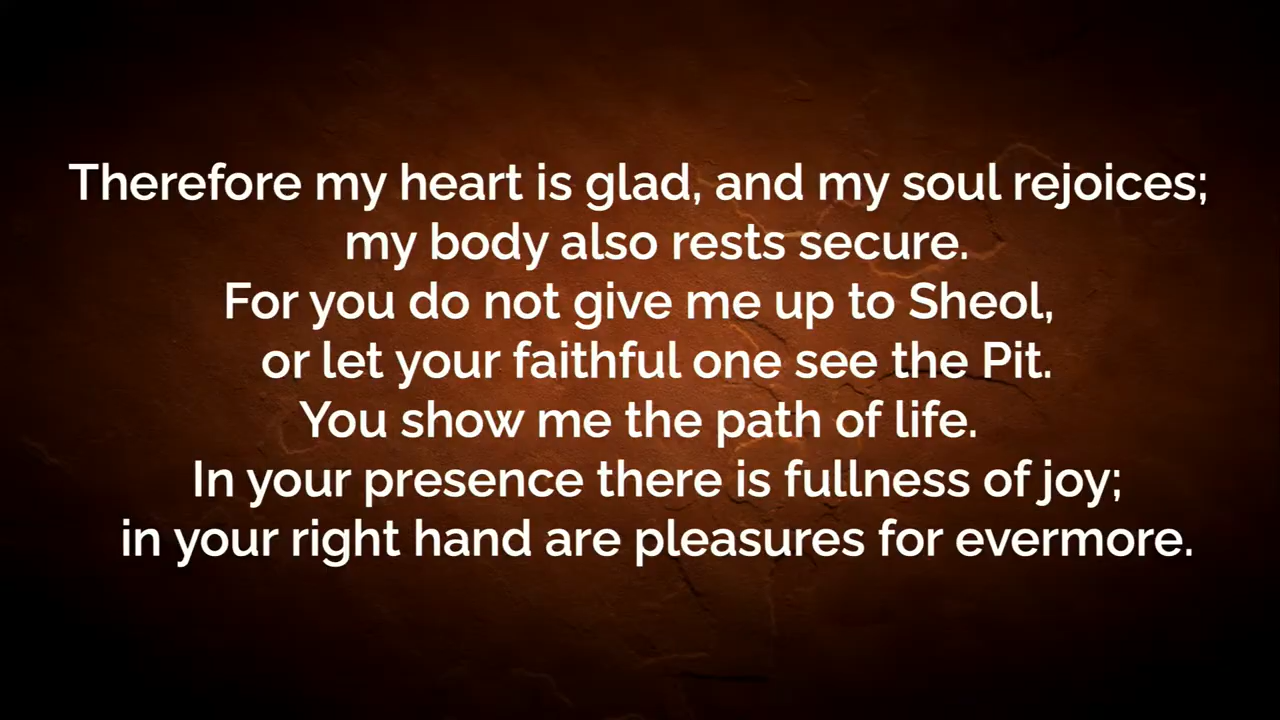 Therefore my heart is glad, and my soul rejoices;
my body also rests secure.
For you do not give me up to Sheol,
or let your faithful one see the Pit.
You show me the path of life.
In your presence there is fullness of joy;
in your right hand are pleasures for evermore.